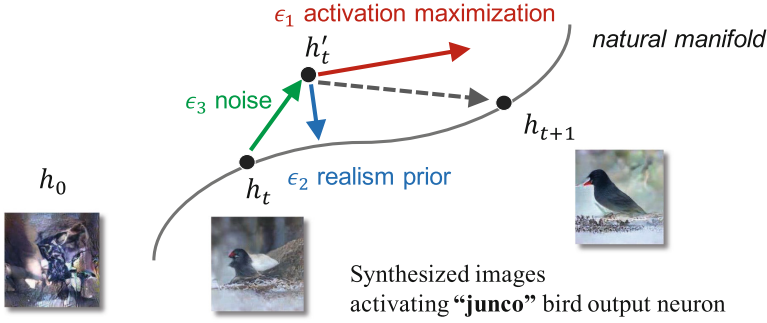 ϵ₁ activation maximization
h′ₜ
natural manifold
ϵ₃ noise
hₜ₊₁
h₀
hₜ
ϵ₂ realism prior
Synthesized images
activating “junco” bird output neuron